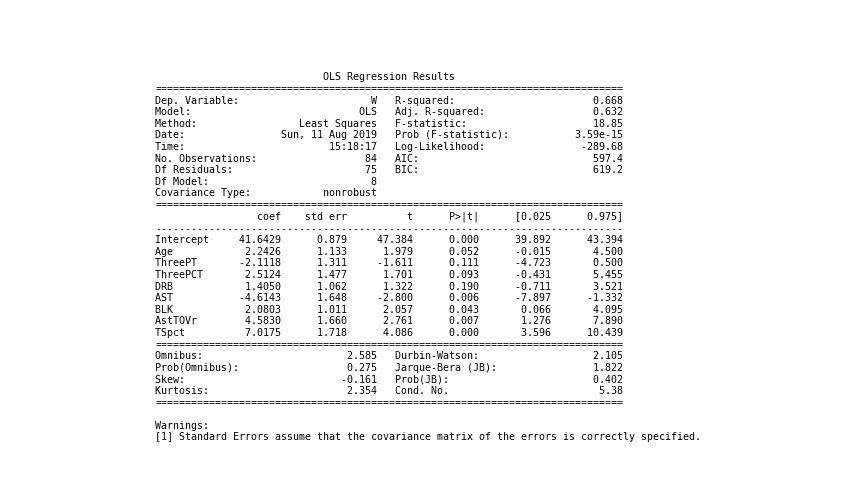 OLS Regression Results
==============================================================================
Dep. Variable:                      W   R-squared:                       0.668
Model:                            OLS   Adj. R-squared:                  0.632
Method:                 Least Squares   F-statistic:                     18.85
Date:                Sun, 11 Aug 2019   Prob (F-statistic):           3.59e-15
Time:                        15:18:17   Log-Likelihood:                -289.68
No. Observations:                  84   AIC:                             597.4
Df Residuals:                      75   BIC:                             619.2
Df Model:                           8
Covariance Type:            nonrobust
==============================================================================
                 coef    std err          t      P>|t|      [0.025      0.975]
------------------------------------------------------------------------------
Intercept     41.6429      0.879     47.384      0.000      39.892      43.394
Age            2.2426      1.133      1.979      0.052      -0.015       4.500
ThreePT       -2.1118      1.311     -1.611      0.111      -4.723       0.500
ThreePCT       2.5124      1.477      1.701      0.093      -0.431       5.455
DRB            1.4050      1.062      1.322      0.190      -0.711       3.521
AST           -4.6143      1.648     -2.800      0.006      -7.897      -1.332
BLK            2.0803      1.011      2.057      0.043       0.066       4.095
AstTOVr        4.5830      1.660      2.761      0.007       1.276       7.890
TSpct          7.0175      1.718      4.086      0.000       3.596      10.439
==============================================================================
Omnibus:                        2.585   Durbin-Watson:                   2.105
Prob(Omnibus):                  0.275   Jarque-Bera (JB):                1.822
Skew:                          -0.161   Prob(JB):                        0.402
Kurtosis:                       2.354   Cond. No.                         5.38
==============================================================================
Warnings:
[1] Standard Errors assume that the covariance matrix of the errors is correctly specified.